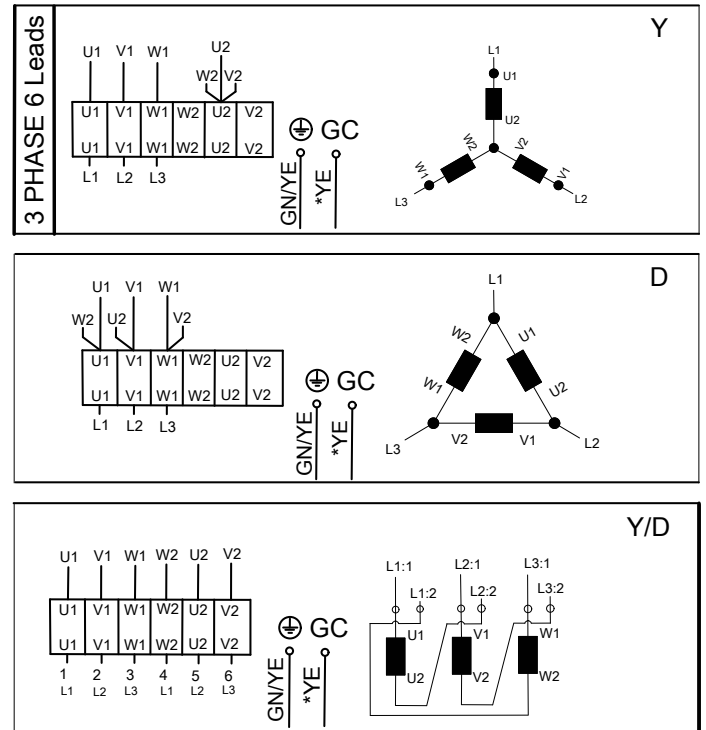 3 PHASE 6 Leads
Y
U1 V1 W1 U2
W2 V2
U1 V1 W1 W2 U2 V2
U1 V1 W1 W2 U2 V2
L1 L2 L3
GC
GN/YE
*YE
L1
U1
U2
W2 V2
W1 V1
L3 L2
D
U1 V1 W1
W2 U2 V2
U1 V1 W1 W2 U2 V2
U1 V1 W1 W2 U2 V2
L1 L2 L3
GC
GN/YE
*YE
L1
W2 U1
W1 U2
L3 V2 V1 L2
Y/D
U1 V1 W1 W2 U2 V2
U1 V1 W1 W2 U2 V2
U1 V1 W1 W2 U2 V2
1 2 3 4 5 6
L1 L2 L3 L1 L2 L3
GC
GN/YE
*YE
L1:1 L2:1 L3:1
L1:2 L2:2 L3:2
U1 V1 W1
U2 V2 W2